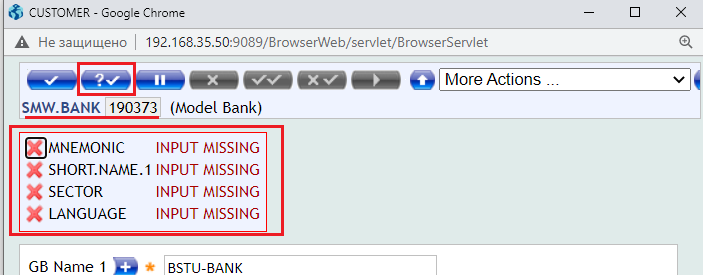 CUSTOMER - Google Chrome
Не защищено 192.168.35.50:9089/BrowserWeb/servlet/BrowserServlet
More Actions ...
SMW.BANK 190373 (Model Bank)
MNEMONIC INPUT MISSING
SHORT.NAME.1 INPUT MISSING
SECTOR INPUT MISSING
LANGUAGE INPUT MISSING
GB Name 1 * BSTU-BANK